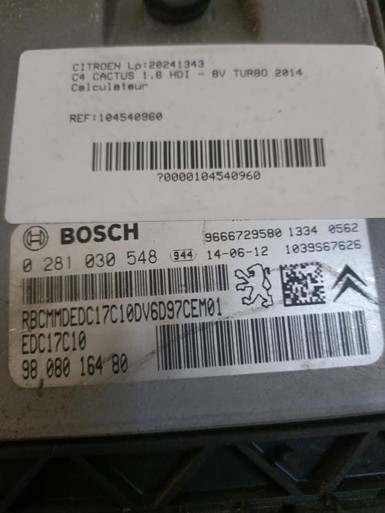 CITROEN Lp:20241343
C4 CACTUS 1.6 HDI - 8V TURBO 2014
Calculateur
REF:104540960
?0000104540960
BOSCH
9666729580 1334 0562
0 281 030 548 944 14-06-12 1039S67626
RBCMMDEDC17C10DV6D97CEM01
EDC17C10
98 080 164 80